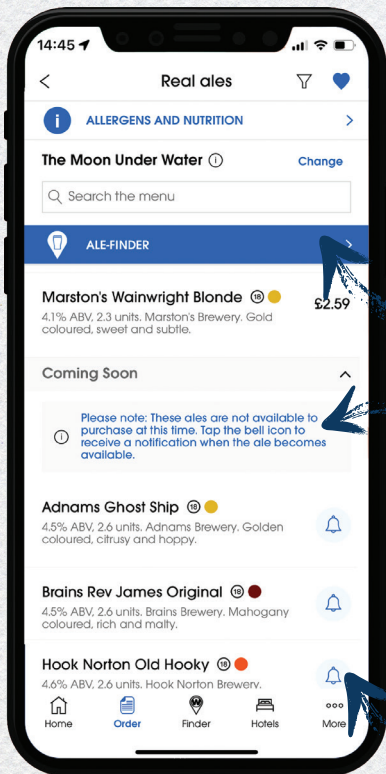 14:45
Real ales
i ALLERGENS AND NUTRITION
The Moon Under Water i Change
Search the menu
ALE-FINDER
Marston's Wainwright Blonde 18 £2.59
4.1% ABV, 2.3 units. Marston's Brewery. Gold
coloured, sweet and subtle.
Coming Soon
Please note: These ales are not available to
purchase at this time. Tap the bell icon to
receive a notification when the ale becomes
available.
Adnams Ghost Ship 18
4.5% ABV, 2.6 units. Adnams Brewery. Golden
coloured, citrusy and hoppy.
Brains Rev James Original 18
4.5% ABV, 2.6 units. Brains Brewery. Mahogany
coloured, rich and malty.
Hook Norton Old Hooky 18
4.6% ABV, 2.6 units. Hook Norton Brewery.
Home Order Finder Hotels More